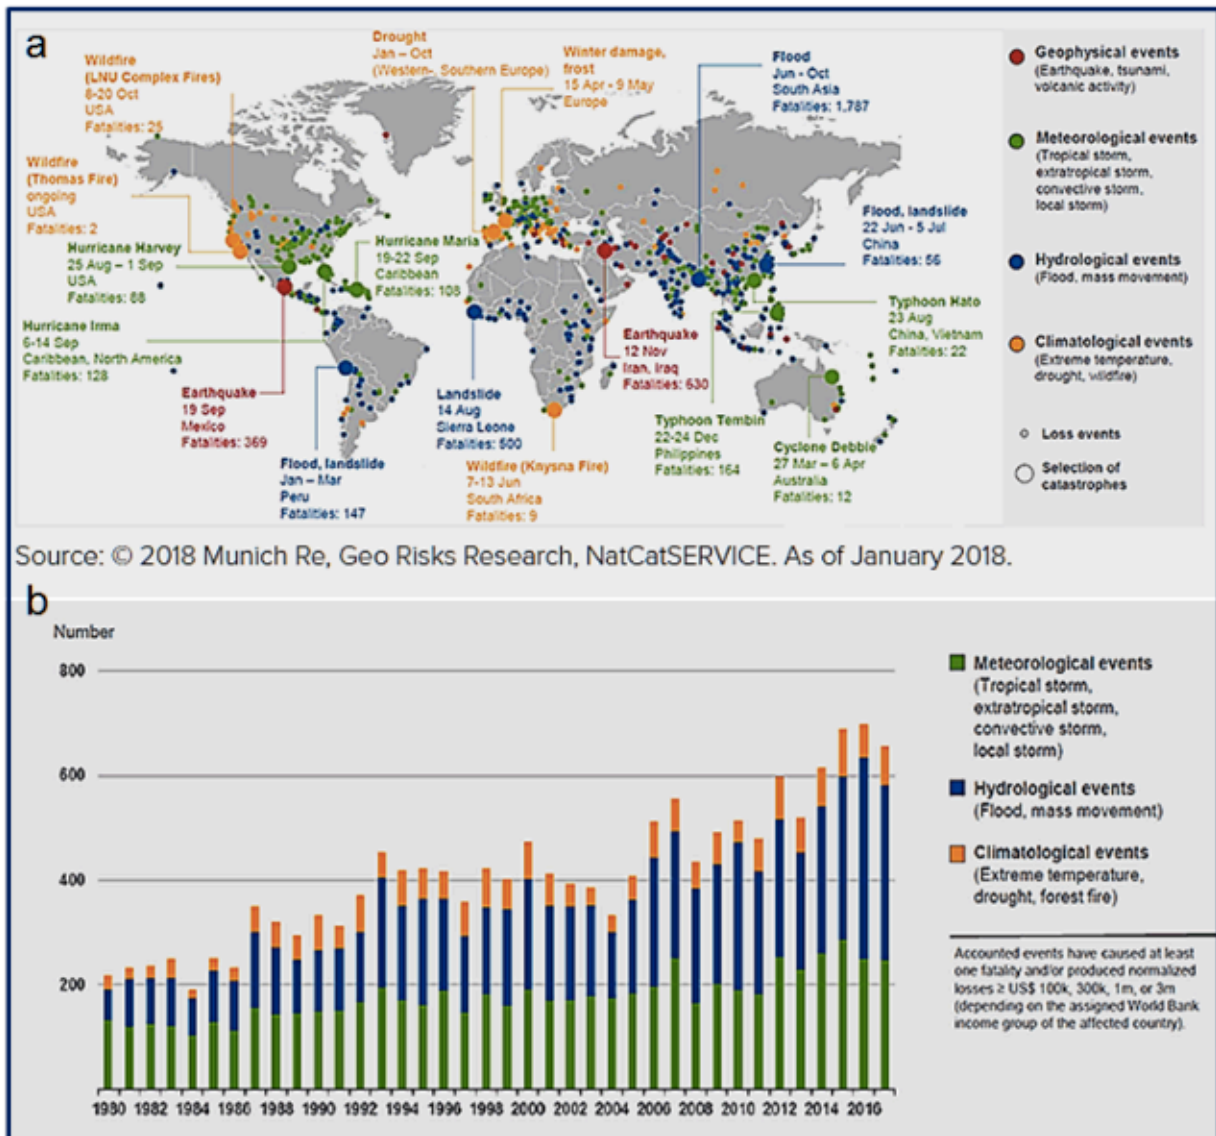 a
Wildfire
(LNU Complex Fires)
8-20 Oct
USA
Fatalities: 25
Drought
Jan – Oct
(Western-, Southern Europe)
Winter damage,
frost
15 Apr - 9 May
Europe
Flood
Jun - Oct
South Asia
Fatalities: 1,787
Wildfire
(Thomas Fire)
ongoing
USA
Fatalities: 2
Flood, landslide
22 Jun - 5 Jul
China
Fatalities: 56
Hurricane Harvey
25 Aug – 1 Sep
USA
Fatalities: 88
Hurricane Maria
19-22 Sep
Caribbean
Fatalities: 108
Typhoon Hato
23 Aug
China, Vietnam
Fatalities: 22
Hurricane Irma
6-14 Sep
Caribbean, North America
Fatalities: 128
Earthquake
12 Nov
Iran, Iraq
Fatalities: 630
Earthquake
19 Sep
Mexico
Fatalities: 369
Landslide
14 Aug
Sierra Leone
Fatalities: 500
Typhoon Tembin
22-24 Dec
Philippines
Fatalities: 164
Cyclone Debbie
27 Mar – 6 Apr
Australia
Fatalities: 12
Flood, landslide
Jan – Mar
Peru
Fatalities: 147
Wildfire (Knysna Fire)
7-13 Jun
South Africa
Fatalities: 9
Geophysical events
(Earthquake, tsunami,
volcanic activity)
Meteorological events
(Tropical storm,
extratropical storm,
convective storm,
local storm)
Hydrological events
(Flood, mass movement)
Climatological events
(Extreme temperature,
drought, wildfire)
Loss events
Selection of
catastrophes
Source: © 2018 Munich Re, Geo Risks Research, NatCatSERVICE. As of January 2018.
b
Number
800
600
400
200
1980 1982 1984 1986 1988 1990 1992 1994 1996 1998 2000 2002 2004 2006 2008 2010 2012 2014 2016
Meteorological events
(Tropical storm,
extratropical storm,
convective storm,
local storm)
Hydrological events
(Flood, mass movement)
Climatological events
(Extreme temperature,
drought, forest fire)
Accounted events have caused at least
one fatality and/or produced normalized
losses ≥ US$ 100k, 300k, 1m, or 3m
(depending on the assigned World Bank
income group of the affected country).